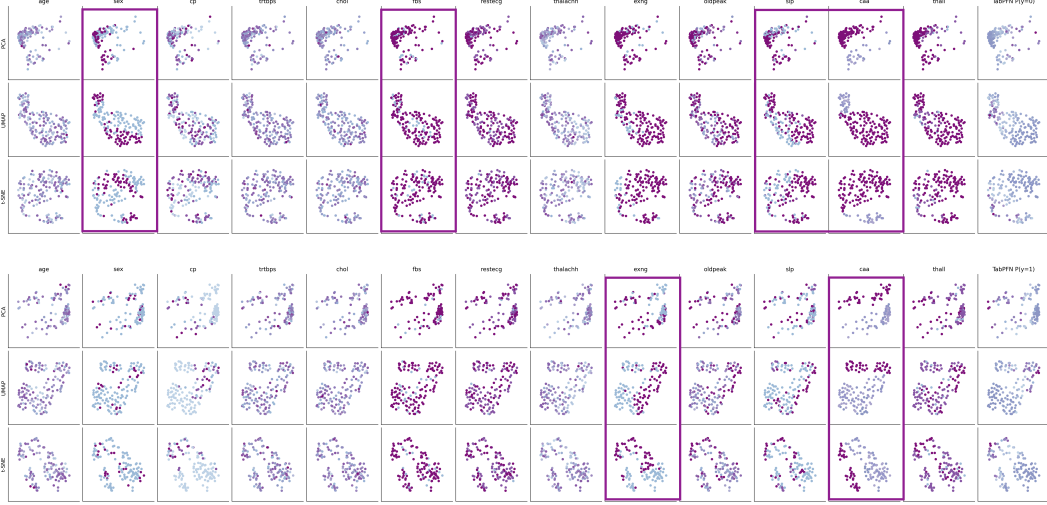 age sex cp trtbps chol fbs restecg thalachh exng oldpeak slp caa thall TabPFN P(y=0)
PCA
UMAP
t-SNE
age sex cp trtbps chol fbs restecg thalachh exng oldpeak slp caa thall TabPFN P(y=1)
PCA
UMAP
t-SNE